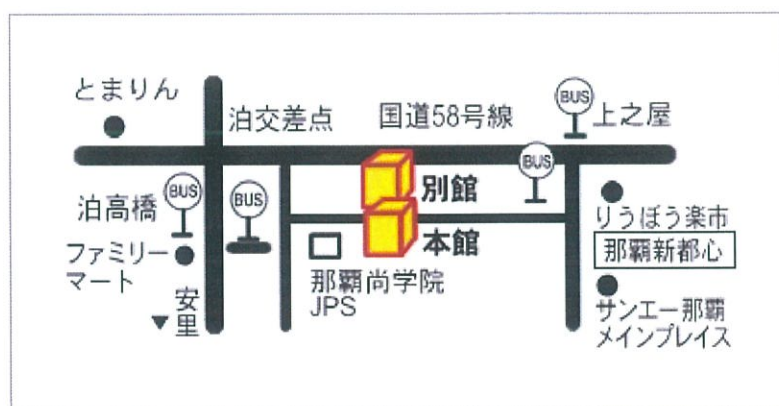 とまりん
泊交差点
国道58号線
BUS
上之屋
BUS
別館
泊高橋
BUS
BUS
本館
りうぼう楽市
那覇新都心
ファミリー
マート
安里
那覇尚学院
JPS
サンエー那覇
メインプレイス